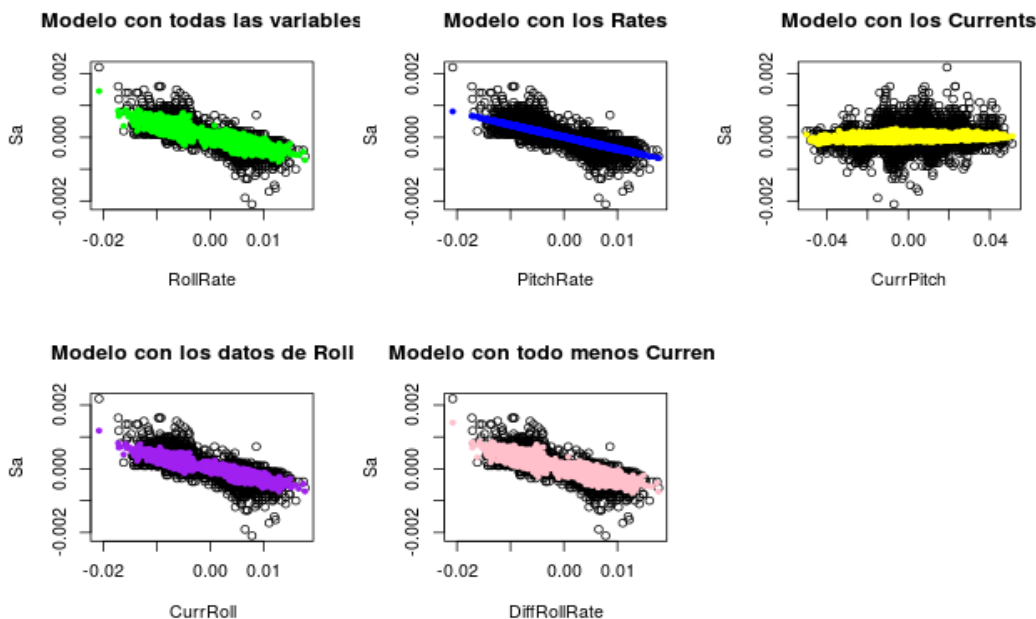 Modelo con todas las variables
Sa
0.002
0.000
-0.002
-0.02
0.00
0.01
RollRate
Modelo con los Rates
Sa
0.002
0.000
-0.002
-0.02
0.00
0.01
PitchRate
Modelo con los Currents
Sa
0.002
0.000
-0.002
-0.04
0.00
0.04
CurrPitch
Modelo con los datos de Roll
Sa
0.002
0.000
-0.002
-0.02
0.00
0.01
CurrRoll
Modelo con todo menos Curren
Sa
0.002
0.000
-0.002
-0.02
0.00
0.01
DiffRollRate